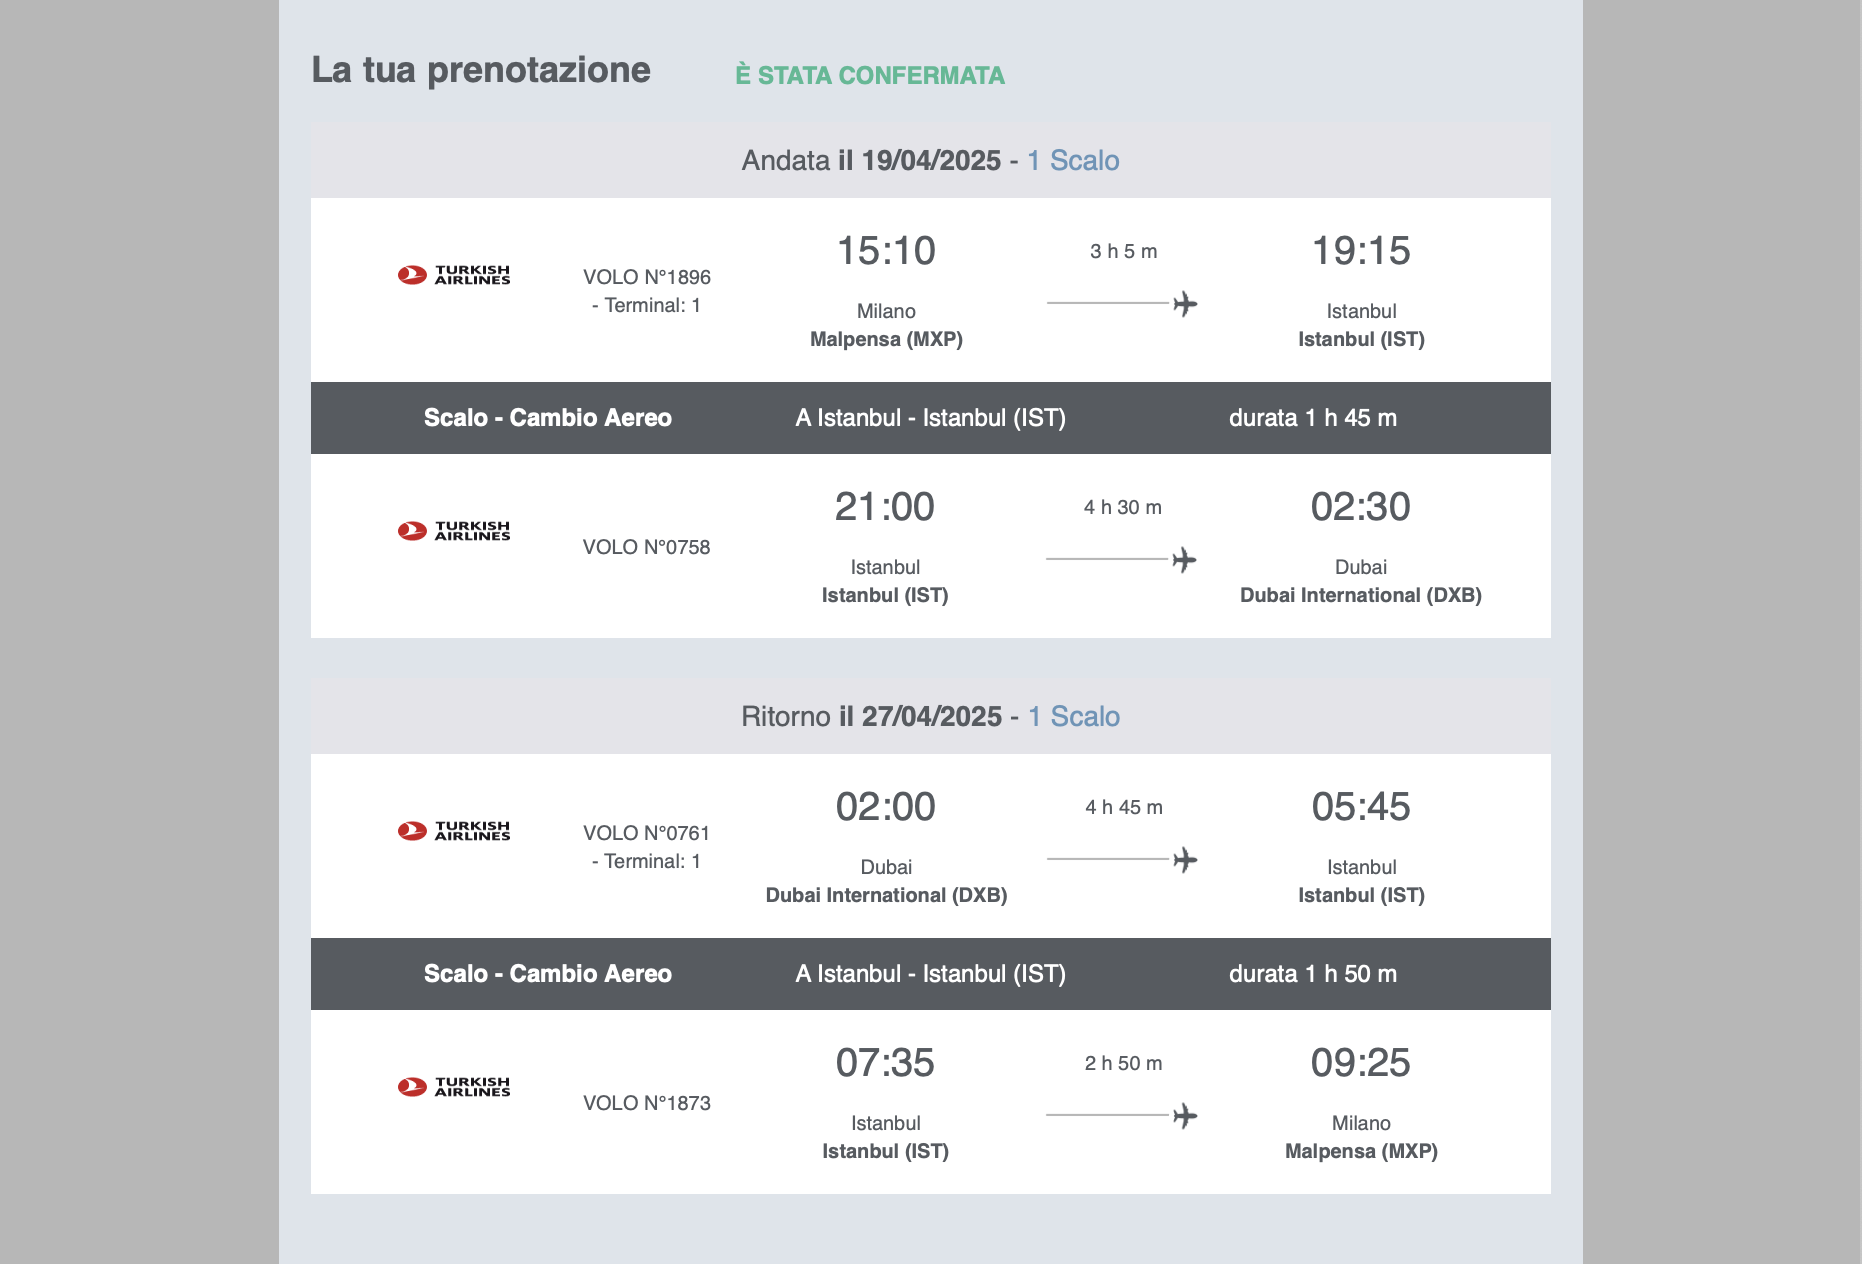 La tua prenotazione È STATA CONFERMATA
Andata il 19/04/2025 - 1 Scalo
TURKISH
AIRLINES
VOLO N°1896
- Terminal: 1
15:10
Milano
Malpensa (MXP)
3 h 5 m
19:15
Istanbul
Istanbul (IST)
Scalo - Cambio Aereo A Istanbul - Istanbul (IST) durata 1 h 45 m
TURKISH
AIRLINES
VOLO N°0758
21:00
Istanbul
Istanbul (IST)
4 h 30 m
02:30
Dubai
Dubai International (DXB)
Ritorno il 27/04/2025 - 1 Scalo
TURKISH
AIRLINES
VOLO N°0761
- Terminal: 1
02:00
Dubai
Dubai International (DXB)
4 h 45 m
05:45
Istanbul
Istanbul (IST)
Scalo - Cambio Aereo A Istanbul - Istanbul (IST) durata 1 h 50 m
TURKISH
AIRLINES
VOLO N°1873
07:35
Istanbul
Istanbul (IST)
2 h 50 m
09:25
Milano
Malpensa (MXP)